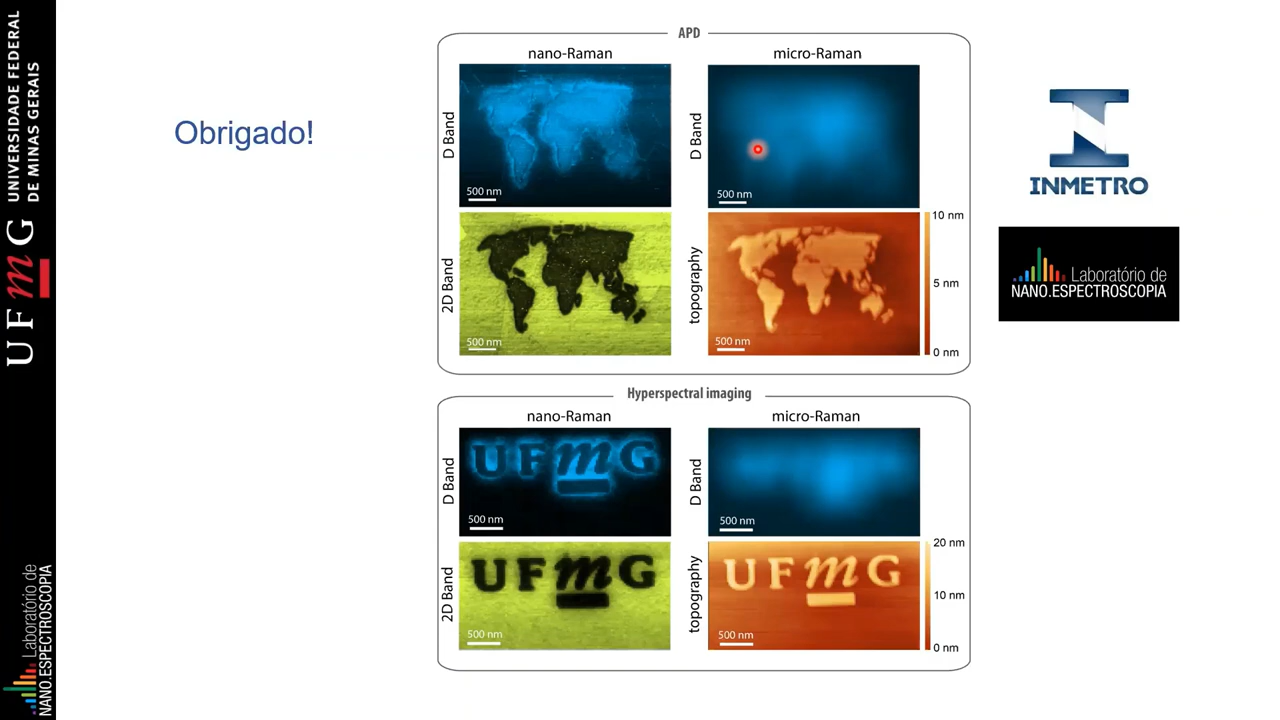 UNIVERSIDADE FEDERAL
DE MINAS GERAIS
UFmG
Laboratório de
NANO.ESPECTROSCOPIA
Obrigado!
APD
nano-Raman
micro-Raman
D Band
500 nm
D Band
500 nm
2D Band
500 nm
topography
500 nm
10 nm
5 nm
0 nm
Hyperspectral imaging
nano-Raman
micro-Raman
D Band
UFmG
500 nm
D Band
500 nm
2D Band
UFmG
500 nm
topography
UFmG
500 nm
20 nm
10 nm
0 nm
INMETRO
Laboratório de
NANO.ESPECTROSCOPIA